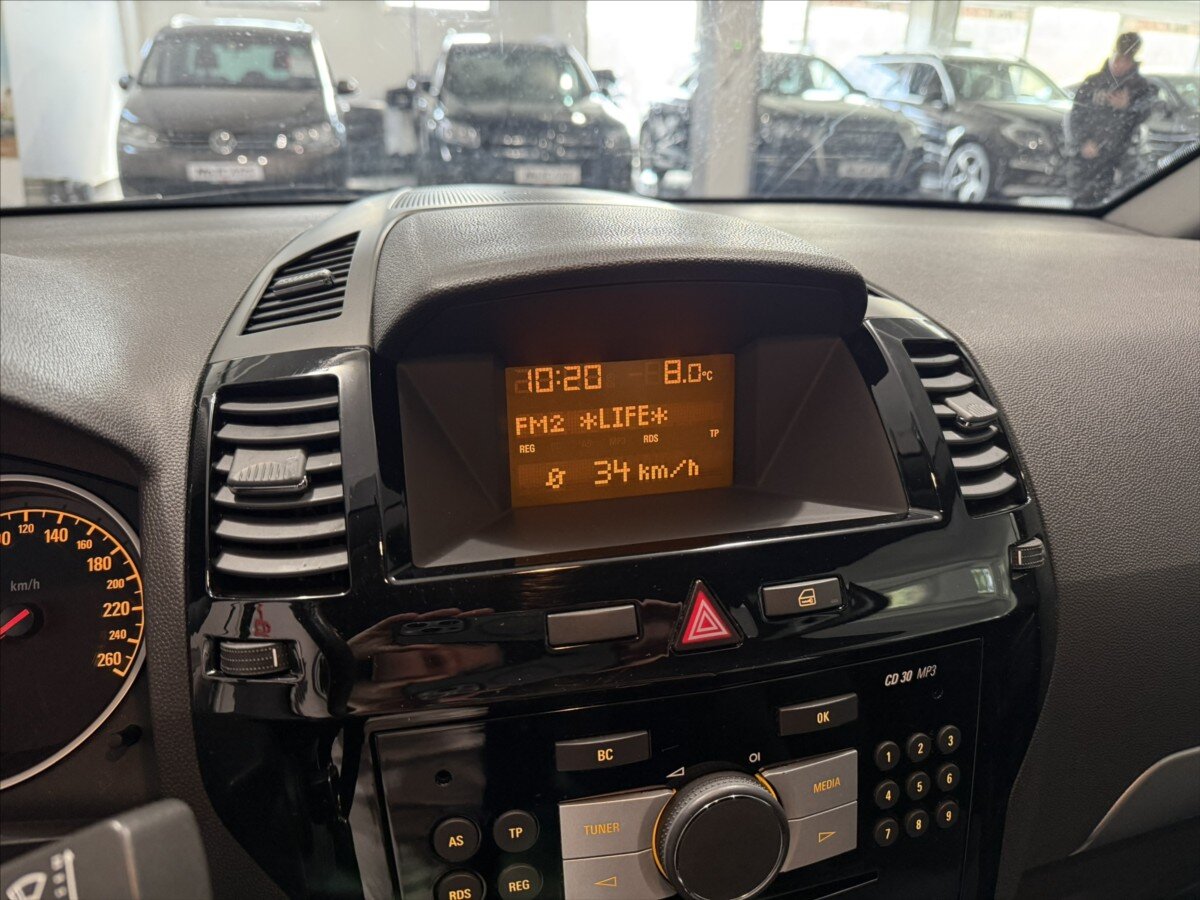 10:20 8.0°C
FM2 *LIFE*
REG RDS TP
Ø 34 km/h
120
140
160
km/h
180
200
220
240
260
CD 30 MP3
OK
BC
1 2 3
4 5 6
7 8 9
MEDIA
TUNER
AS TP
RDS REG